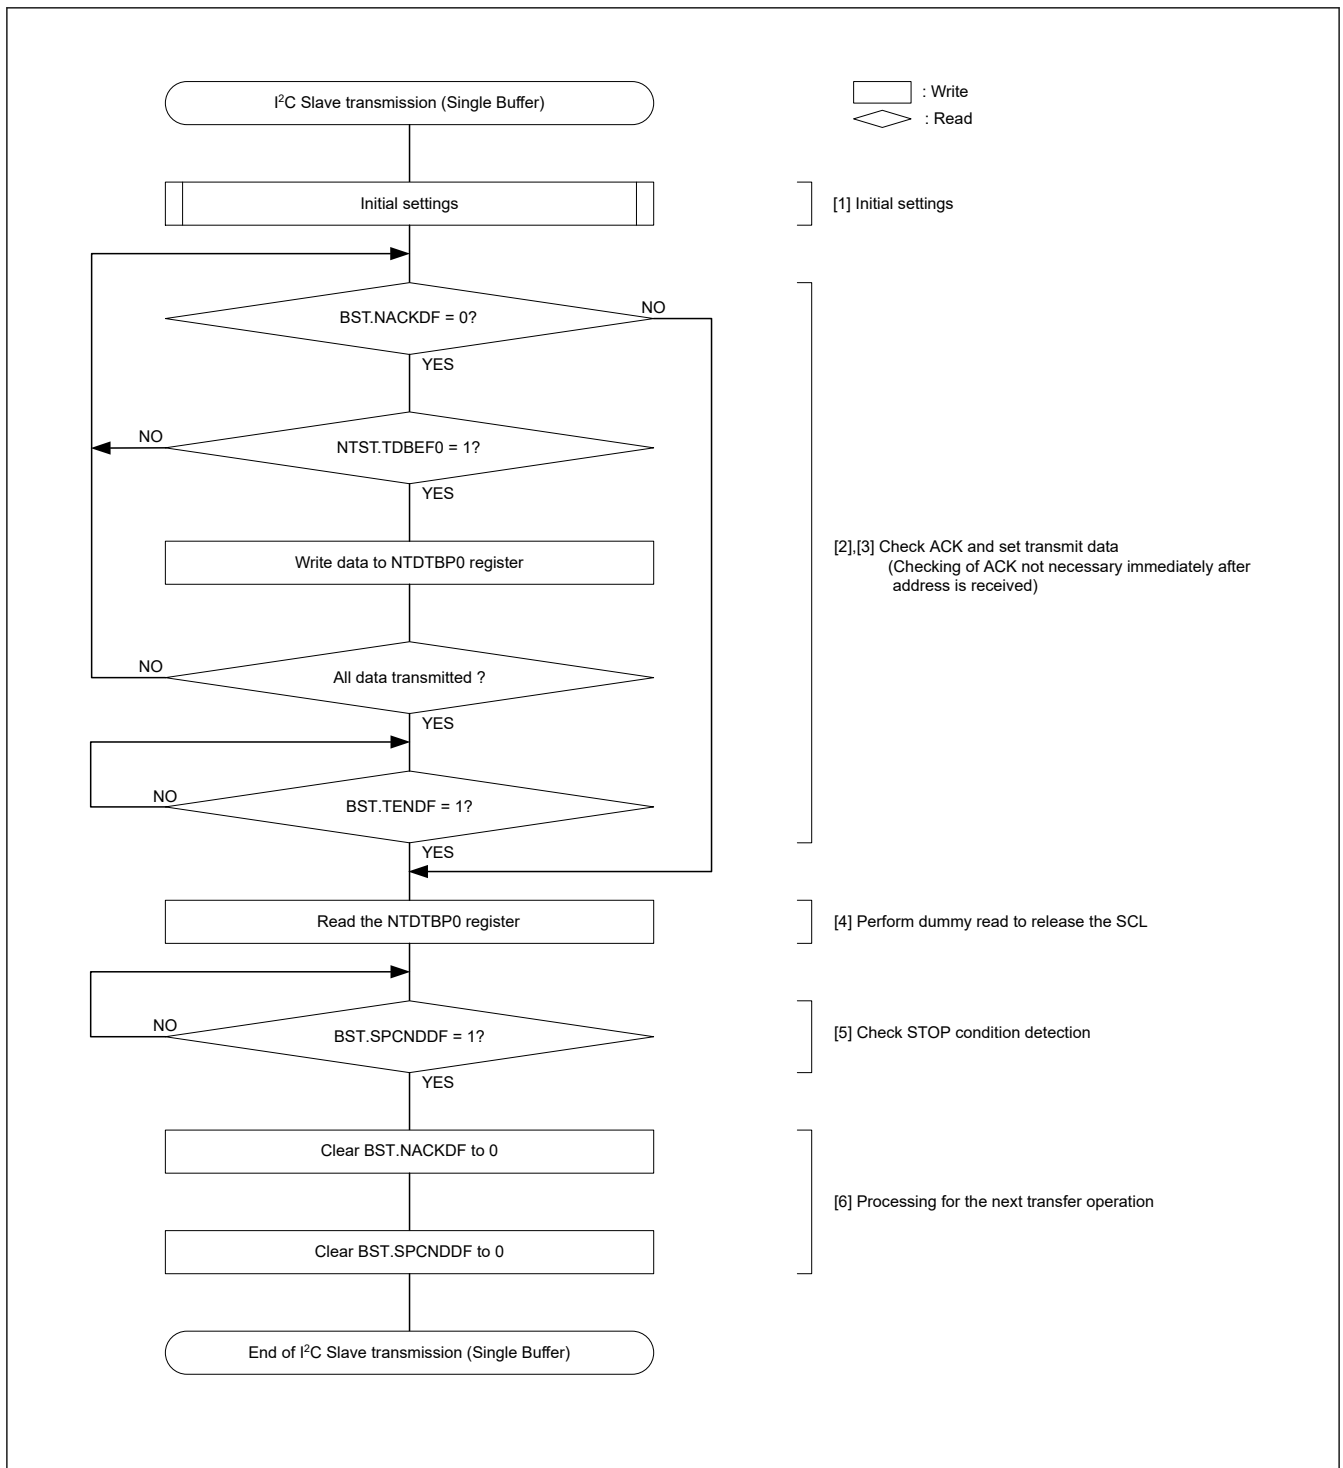 I²C Slave transmission (Single Buffer)
: Write
: Read
Initial settings
[1] Initial settings
BST.NACKDF = 0?
NO
YES
NTST.TDBEF0 = 1?
NO
YES
Write data to NTDTBP0 register
[2],[3] Check ACK and set transmit data
(Checking of ACK not necessary immediately after
address is received)
All data transmitted ?
NO
YES
BST.TENDF = 1?
NO
YES
Read the NTDTBP0 register
[4] Perform dummy read to release the SCL
BST.SPCNDDF = 1?
NO
YES
[5] Check STOP condition detection
Clear BST.NACKDF to 0
[6] Processing for the next transfer operation
Clear BST.SPCNDDF to 0
End of I²C Slave transmission (Single Buffer)